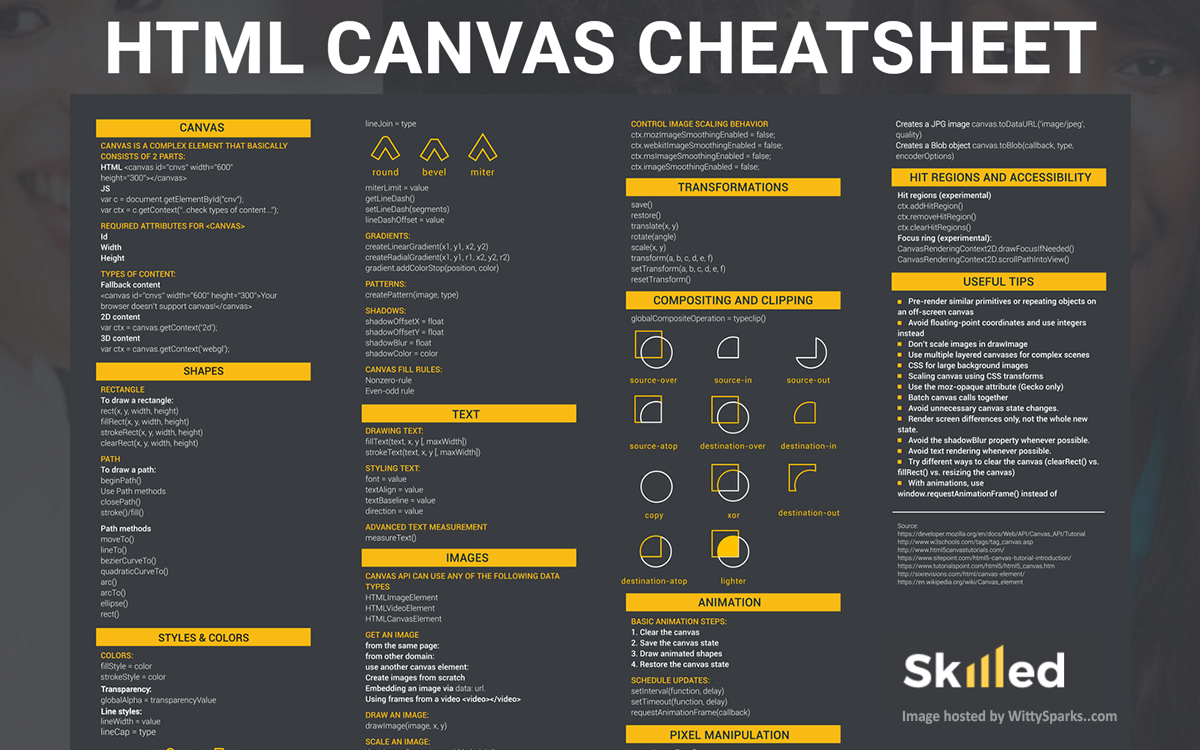 HTML CANVAS CHEATSHEET
CANVAS
CANVAS IS A COMPLEX ELEMENT THAT BASICALLY
CONSISTS OF 2 PARTS:
HTML <canvas id="cnvs" width="600"
height="300"></canvas>
JS
var c = document.getElementById("cnv");
var ctx = c.getContext("..check types of content ..");
REQUIRED ATTRIBUTES FOR <CANVAS>
Id
Width
Height
TYPES OF CONTENT:
Fallback content
<canvas id="cnvs" width="600" height="300">Your
browser doesn't support canvas!</canvas>
2D content
var ctx = canvas.getContext('2d');
3D content
var ctx = canvas.getContext('webgl');
SHAPES
RECTANGLE
To draw a rectangle:
rect(x, y, width, height)
fillRect(x, y, width, height)
strokeRect(x, y, width, height)
clearRect(x, y, width, height)
PATH
To draw a path:
beginPath()
Use Path methods
closePath()
stroke()/fill()
Path methods
moveTo()
lineTo()
bezierCurveTo()
quadraticCurveTo()
arc()
arcTo()
ellipse()
rect()
STYLES & COLORS
COLORS:
fillStyle = color
strokeStyle = color
Transparency:
globalAlpha = transparencyValue
Line styles:
lineWidth = value
lineCap = type
lineJoin = type
round bevel miter
miterLimit = value
getLineDash()
setLineDash(segments)
lineDashOffset = value
GRADIENTS:
createLinearGradient(x1, y1, x2, y2)
createRadialGradient(x1, y1, r1, x2, y2, r2)
gradient.addColorStop(position, color)
PATTERNS:
createPattern(image, type)
SHADOWS:
shadowOffsetX = float
shadowOffsetY = float
shadowBlur = float
shadowColor = color
CANVAS FILL RULES:
Nonzero-rule
Even-odd rule
TEXT
DRAWING TEXT:
fillText(text, x, y [, maxWidth])
strokeText(text, x, y [, maxWidth])
STYLING TEXT:
font = value
textAlign = value
textBaseline = value
direction = value
ADVANCED TEXT MEASUREMENT
measureText()
IMAGES
CANVAS API CAN USE ANY OF THE FOLLOWING DATA
TYPES
HTMLImageElement
HTMLVideoElement
HTMLCanvasElement
GET AN IMAGE
from the same page:
from other domain:
use another canvas element:
Create images from scratch
Embedding an image via data: url.
Using frames from a video <video></video>
DRAW AN IMAGE:
drawImage(image, x, y)
SCALE AN IMAGE:
CONTROL IMAGE SCALING BEHAVIOR
ctx.mozImageSmoothingEnabled = false;
ctx.webkitImageSmoothingEnabled = false;
ctx.msImageSmoothingEnabled = false;
ctx.imageSmoothingEnabled = false;
TRANSFORMATIONS
save()
restore()
translate(x, y)
rotate(angle)
scale(x, y)
transform(a, b, c, d, e, f)
setTransform(a, b, c, d, e, f)
resetTransform()
COMPOSITING AND CLIPPING
globalCompositeOperation = typeclip()
source-over source-in source-out
source-atop destination-over destination-in
copy xor destination-out
destination-atop lighter
ANIMATION
BASIC ANIMATION STEPS:
1. Clear the canvas
2. Save the canvas state
3. Draw animated shapes
4. Restore the canvas state
SCHEDULE UPDATES:
setInterval(function, delay)
setTimeout(function, delay)
requestAnimationFrame(callback)
PIXEL MANIPULATION
Creates a JPG image canvas.toDataURL('image/jpeg',
quality)
Creates a Blob object canvas.toBlob(callback, type,
encoderOptions)
HIT REGIONS AND ACCESSIBILITY
Hit regions (experimental)
ctx.addHitRegion()
ctx.removeHitRegion()
ctx.clearHitRegions()
Focus ring (experimental):
CanvasRenderingContext2D.drawFocusIfNeeded()
CanvasRenderingContext2D.scrollPathIntoView()
USEFUL TIPS
Pre-render similar primitives or repeating objects on
an off-screen canvas
Avoid floating-point coordinates and use integers
instead
Don't scale images in drawImage
Use multiple layered canvases for complex scenes
CSS for large background images
Scaling canvas using CSS transforms
Use the moz-opaque attribute (Gecko only)
Batch canvas calls together
Avoid unnecessary canvas state changes.
Render screen differences only, not the whole new
state.
Avoid the shadowBlur property whenever possible.
Avoid text rendering whenever possible.
Try different ways to clear the canvas (clearRect() vs.
fillRect() vs. resizing the canvas)
With animations, use
window.requestAnimationFrame() instead of
Source:
https://developer.mozilla.org/en/docs/Web/API/Canvas_API/Tutorial
http://www.w3schools.com/tags/tag_canvas.asp
http://www.html5canvastutorials.com/
https://www.sitepoint.com/html5-canvas-tutorial-introduction/
https://www.tutorialspoint.com/html5/html5_canvas.htm
http://sixrevisions.com/html/canvas-element/
https://en.wikipedia.org/wiki/Canvas_element
Skilled
Image hosted by WittySparks..com